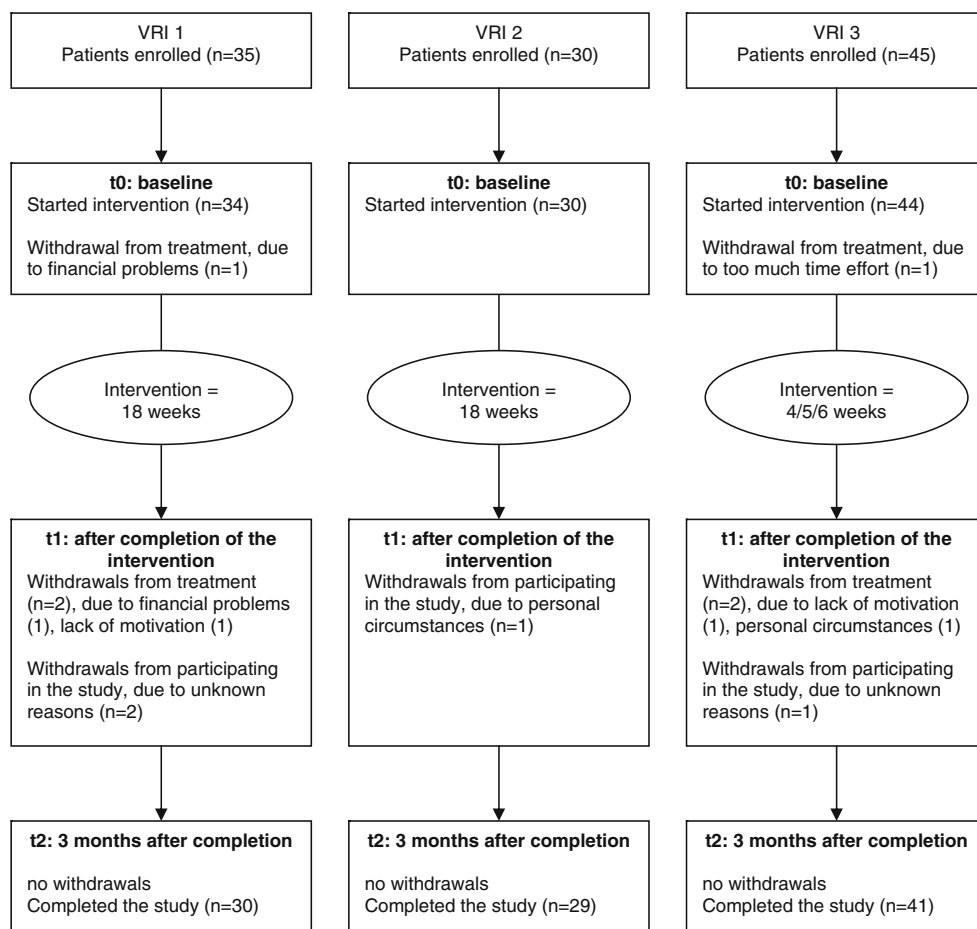 VRI 1
Patients enrolled (n=35)
t0: baseline
Started intervention (n=34)
Withdrawal from treatment, due
to financial problems (n=1)
Intervention =
18 weeks
t1: after completion of the
intervention
Withdrawals from treatment
(n=2), due to financial problems
(1), lack of motivation (1)
Withdrawals from participating
in the study, due to unknown
reasons (n=2)
t2: 3 months after completion
no withdrawals
Completed the study (n=30)
VRI 2
Patients enrolled (n=30)
t0: baseline
Started intervention (n=30)
Intervention =
18 weeks
t1: after completion of the
intervention
Withdrawals from participating
in the study, due to personal
circumstances (n=1)
t2: 3 months after completion
no withdrawals
Completed the study (n=29)
VRI 3
Patients enrolled (n=45)
t0: baseline
Started intervention (n=44)
Withdrawal from treatment, due
to too much time effort (n=1)
Intervention =
4/5/6 weeks
t1: after completion of the
intervention
Withdrawals from treatment
(n=2), due to lack of motivation
(1), personal circumstances (1)
Withdrawals from participating
in the study, due to unknown
reasons (n=1)
t2: 3 months after completion
no withdrawals
Completed the study (n=41)